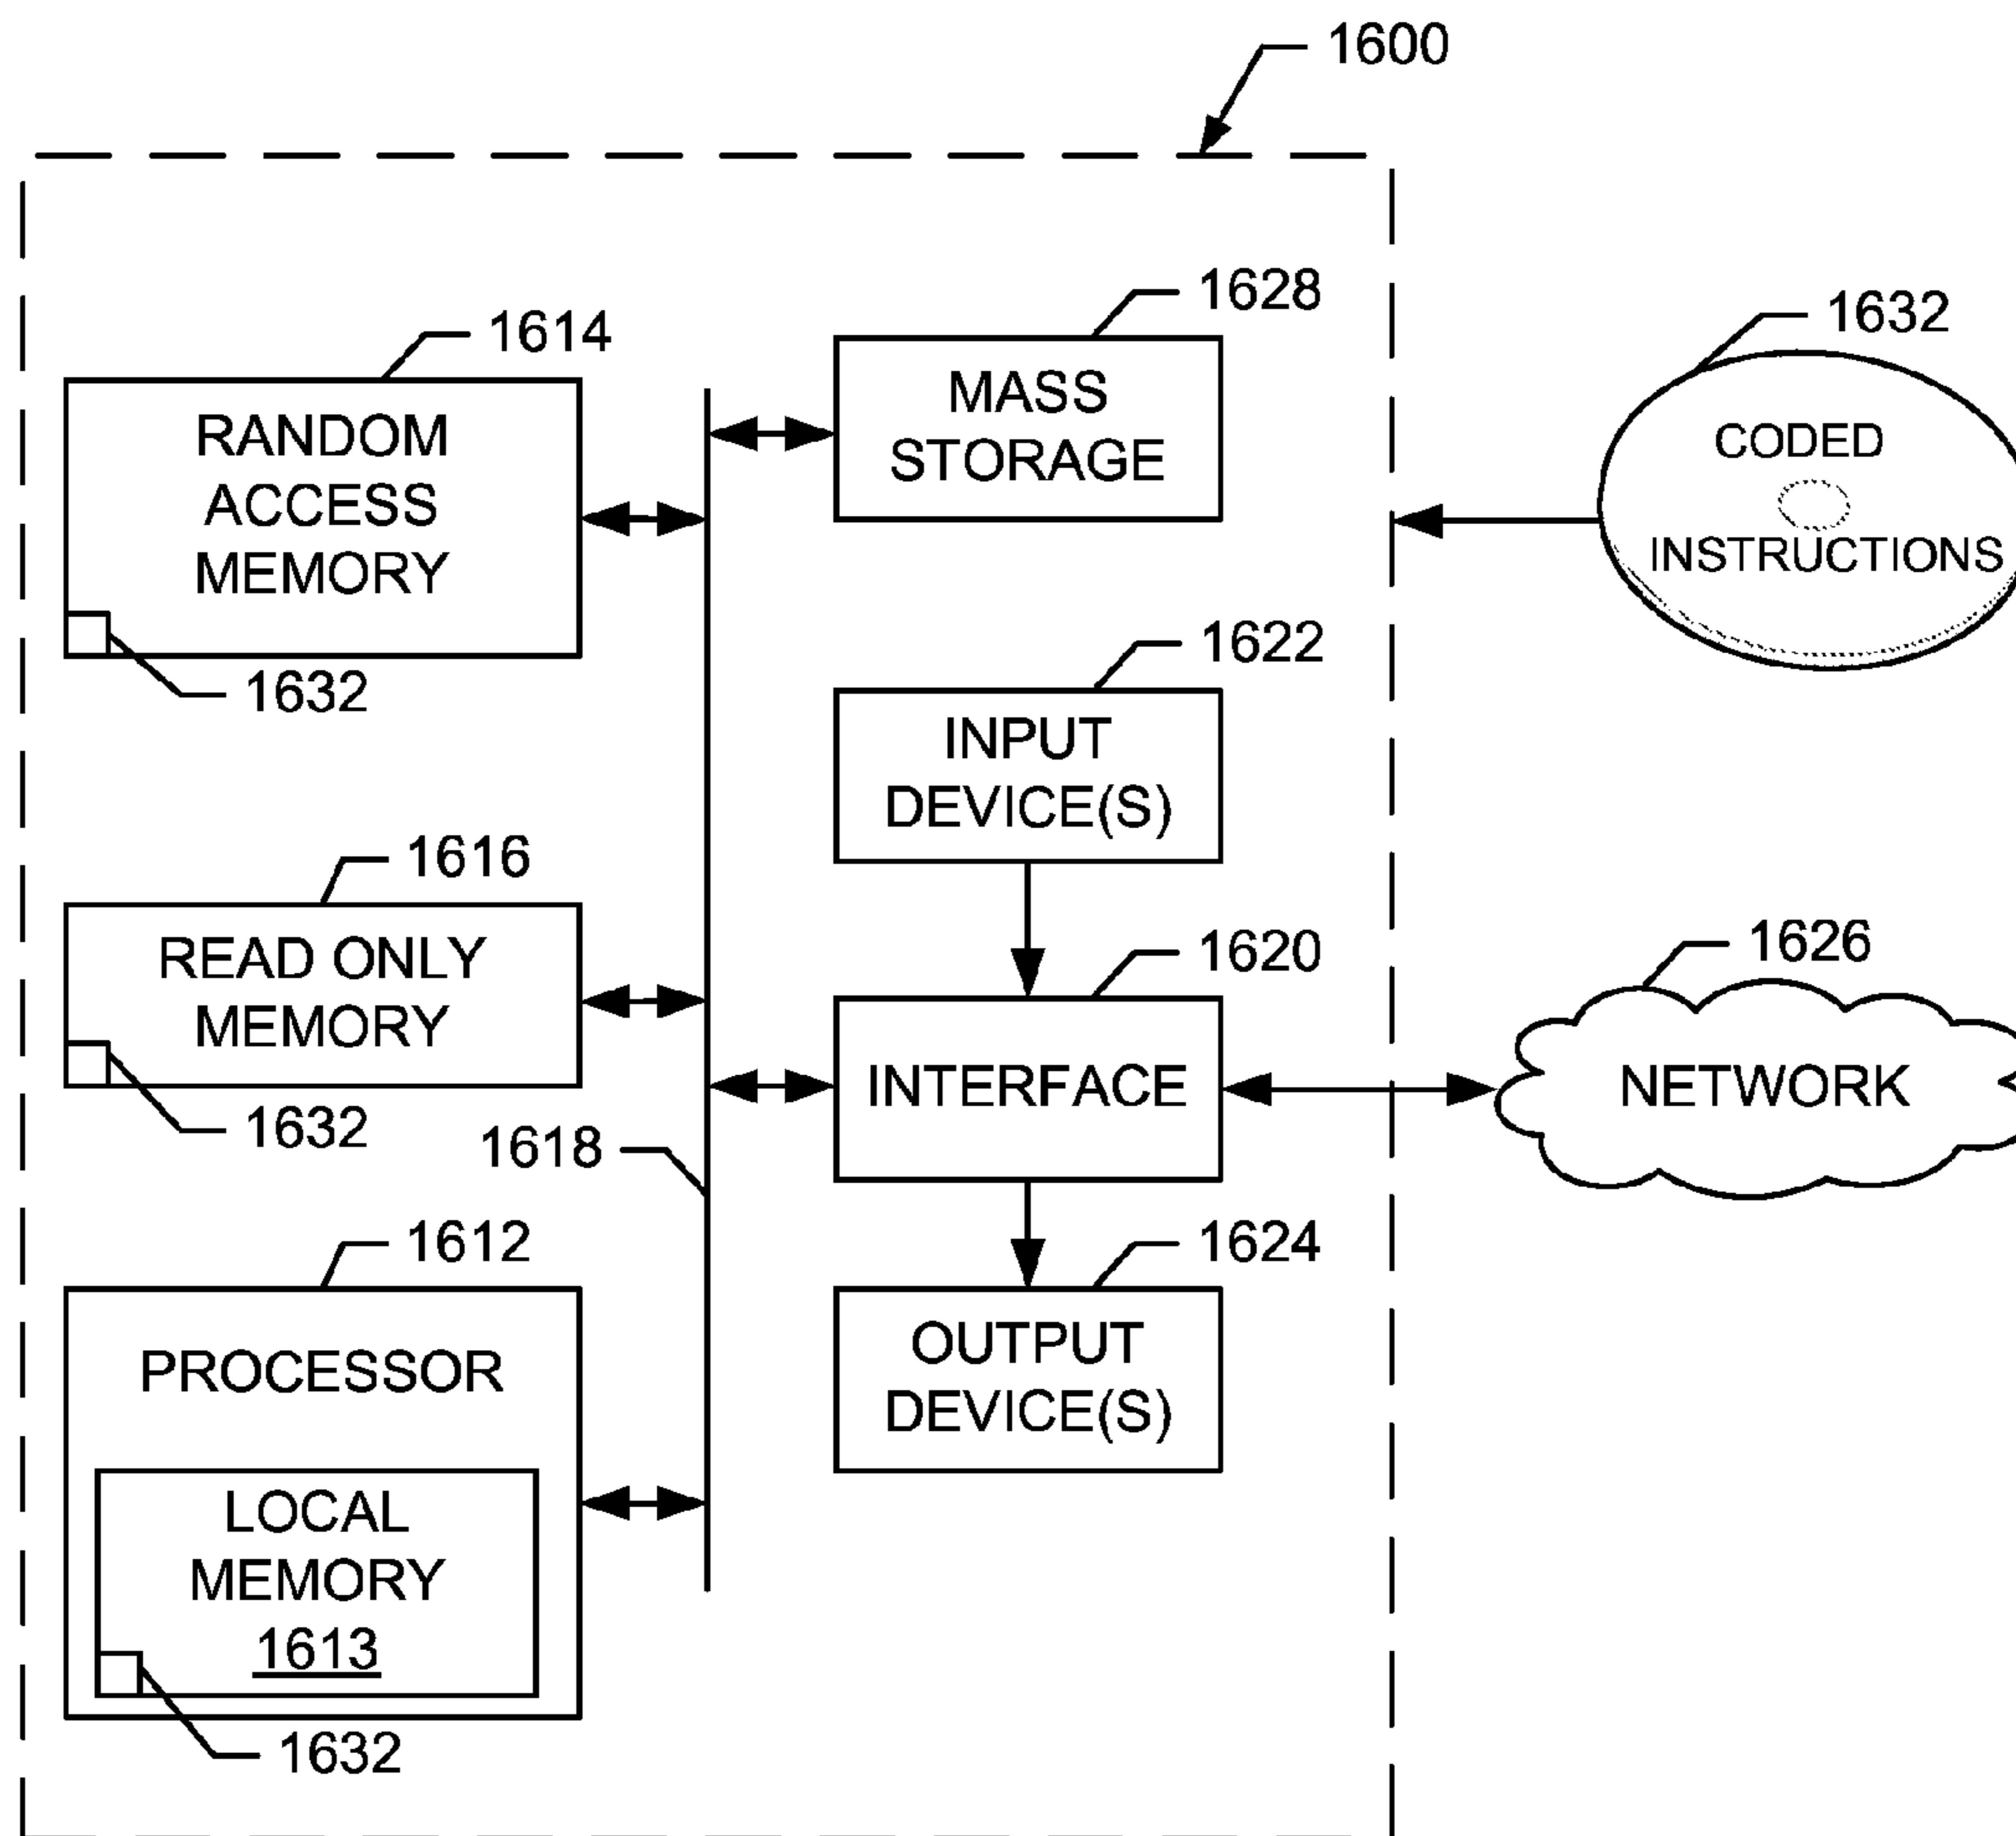 1600
1628
1614
1632
MASS
STORAGE
RANDOM
ACCESS
MEMORY
CODED
INSTRUCTIONS
1632
1622
INPUT
DEVICE(S)
1616
READ ONLY
MEMORY
1620
1626
INTERFACE
NETWORK
1632
1618
1612
1624
PROCESSOR
OUTPUT
DEVICE(S)
LOCAL
MEMORY
1613
1632